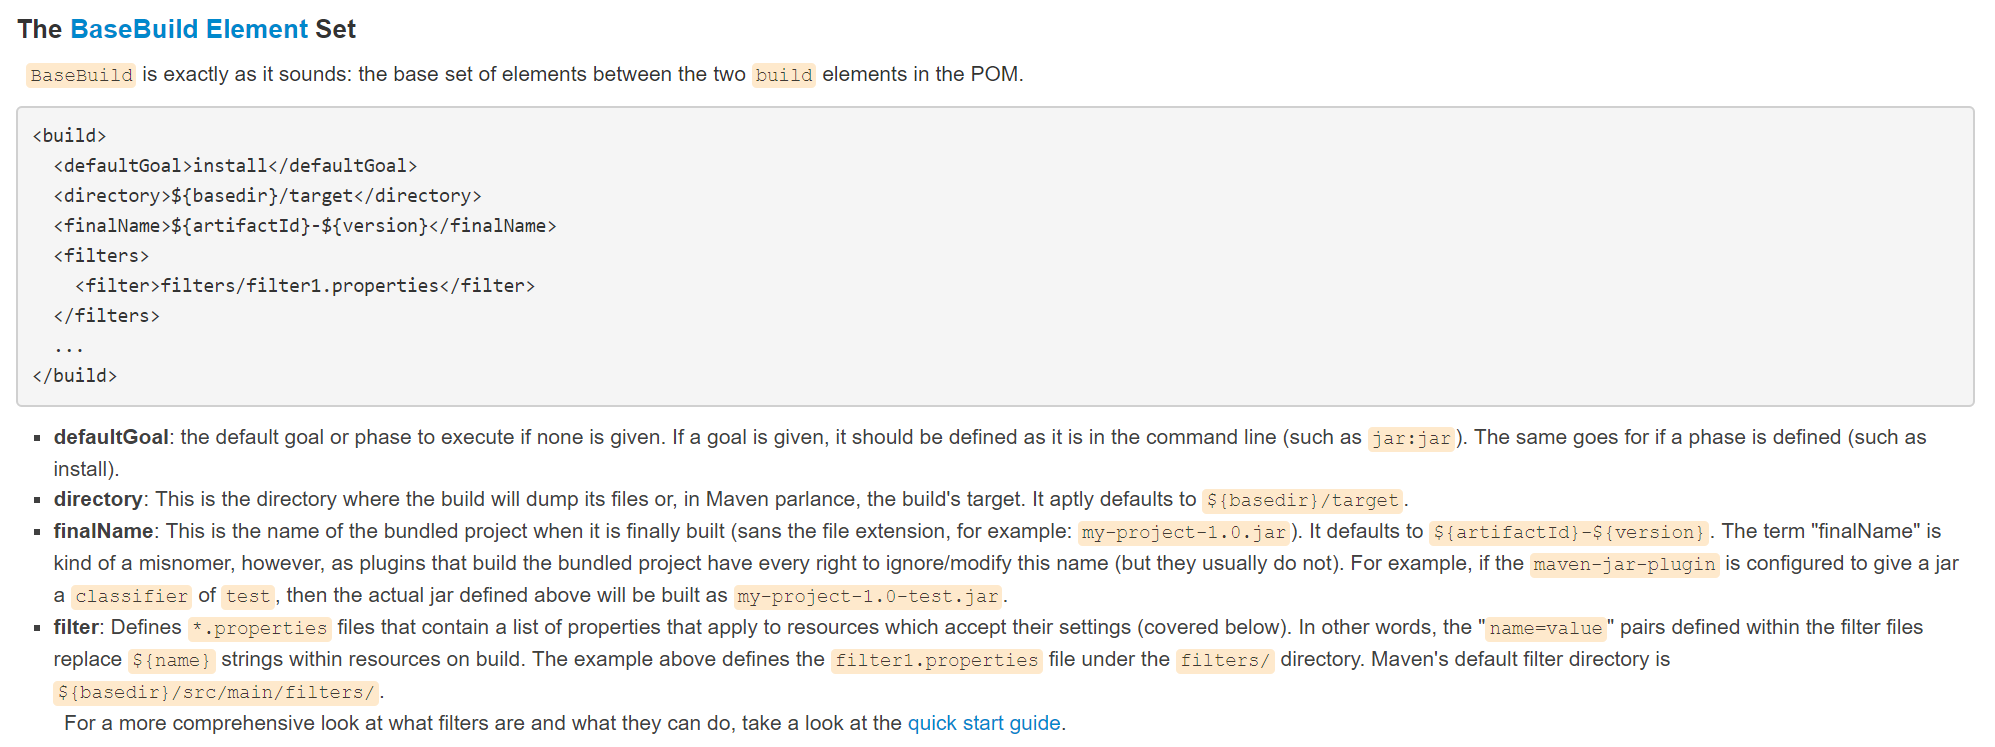 The BaseBuild Element Set
BaseBuild is exactly as it sounds: the base set of elements between the two build elements in the POM.
<build>
  <defaultGoal>install</defaultGoal>
  <directory>${basedir}/target</directory>
  <finalName>${artifactId}-${version}</finalName>
  <filters>
    <filter>filters/filter1.properties</filter>
  </filters>
  ...
</build>
▪ defaultGoal: the default goal or phase to execute if none is given. If a goal is given, it should be defined as it is in the command line (such as jar:jar). The same goes for if a phase is defined (such as
install).
▪ directory: This is the directory where the build will dump its files or, in Maven parlance, the build's target. It aptly defaults to ${basedir}/target.
▪ finalName: This is the name of the bundled project when it is finally built (sans the file extension, for example: my-project-1.0.jar). It defaults to ${artifactId}-${version}. The term "finalName" is
kind of a misnomer, however, as plugins that build the bundled project have every right to ignore/modify this name (but they usually do not). For example, if the maven-jar-plugin is configured to give a jar
a classifier of test, then the actual jar defined above will be built as my-project-1.0-test.jar.
▪ filter: Defines *.properties files that contain a list of properties that apply to resources which accept their settings (covered below). In other words, the "name=value" pairs defined within the filter files
replace ${name} strings within resources on build. The example above defines the filter1.properties file under the filters/ directory. Maven's default filter directory is
${basedir}/src/main/filters/.
For a more comprehensive look at what filters are and what they can do, take a look at the quick start guide.